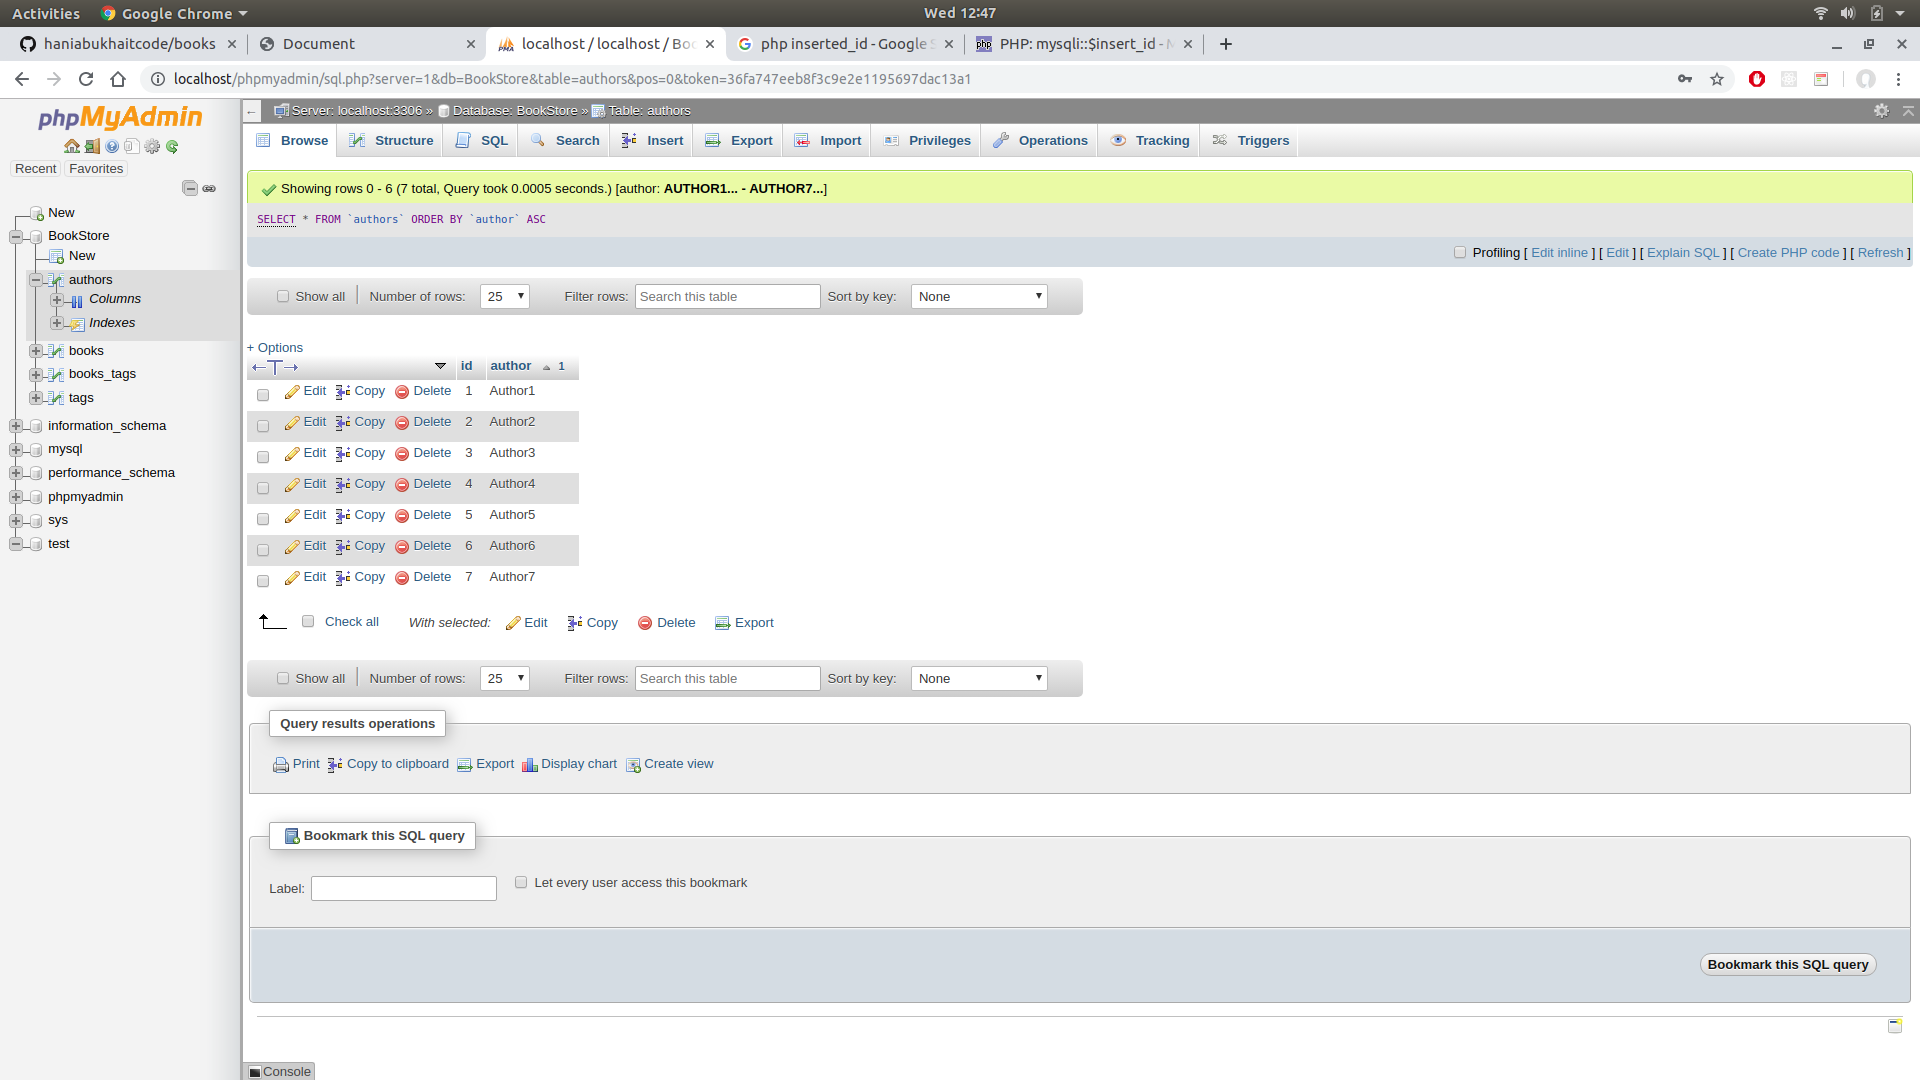 Activities Google Chrome Wed 12:47
haniabukhaitcode/books Document localhost / localhost / Bo php inserted_id - Google PHP: mysqli::$insert_id -
localhost/phpmyadmin/sql.php?server=1&db=BookStore&table=authors&pos=0&token=36fa747eeb8f3c9e2e1195697dac13a1
phpMyAdmin
Recent Favorites
New
BookStore
New
authors
Columns
Indexes
books
books_tags
tags
information_schema
mysql
performance_schema
phpmyadmin
sys
test
Server: localhost:3306 » Database: BookStore » Table: authors
Browse Structure SQL Search Insert Export Import Privileges Operations Tracking Triggers
Showing rows 0 - 6 (7 total, Query took 0.0005 seconds.) [author: AUTHOR1... - AUTHOR7...]
SELECT * FROM `authors` ORDER BY `author` ASC
Profiling [ Edit inline ] [ Edit ] [ Explain SQL ] [ Create PHP code ] [ Refresh ]
Show all Number of rows: 25 Filter rows: Search this table Sort by key: None
+ Options
id author 1
Edit Copy Delete 1 Author1
Edit Copy Delete 2 Author2
Edit Copy Delete 3 Author3
Edit Copy Delete 4 Author4
Edit Copy Delete 5 Author5
Edit Copy Delete 6 Author6
Edit Copy Delete 7 Author7
Check all With selected: Edit Copy Delete Export
Show all Number of rows: 25 Filter rows: Search this table Sort by key: None
Query results operations
Print Copy to clipboard Export Display chart Create view
Bookmark this SQL query
Label: Let every user access this bookmark
Bookmark this SQL query
Console